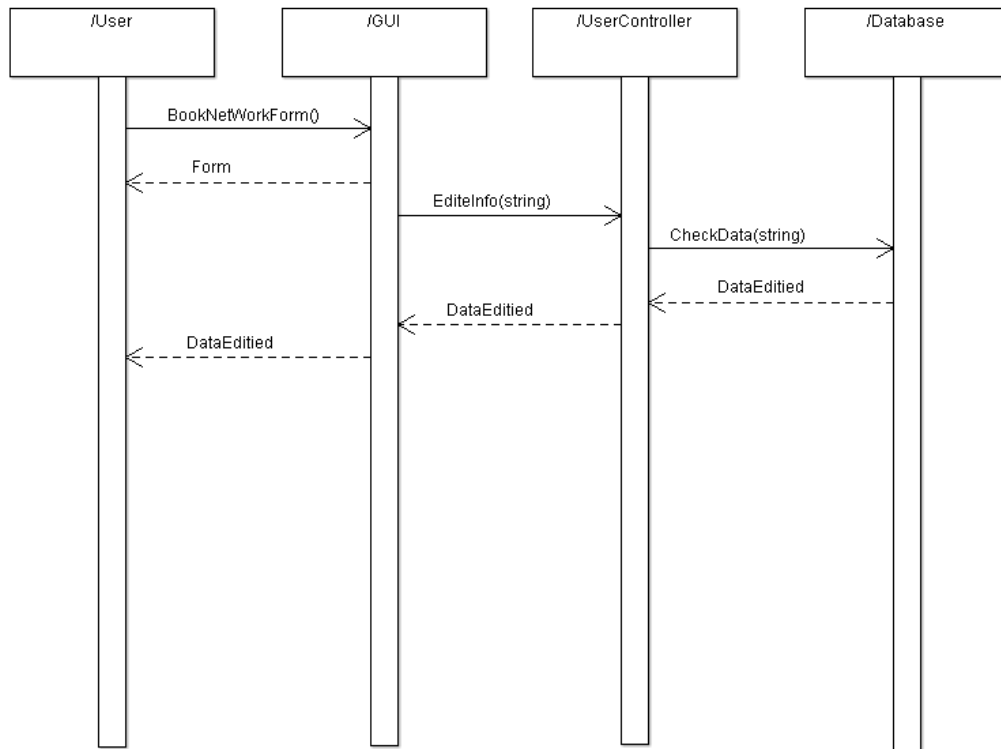 /User
/GUI
/UserController
/Database
BookNetWorkForm()
Form
EditeInfo(string)
CheckData(string)
DataEditied
DataEditied
DataEditied